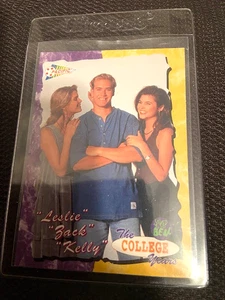 "Leslie"
"Zack"
"Kelly"
The
COLLEGE
Years